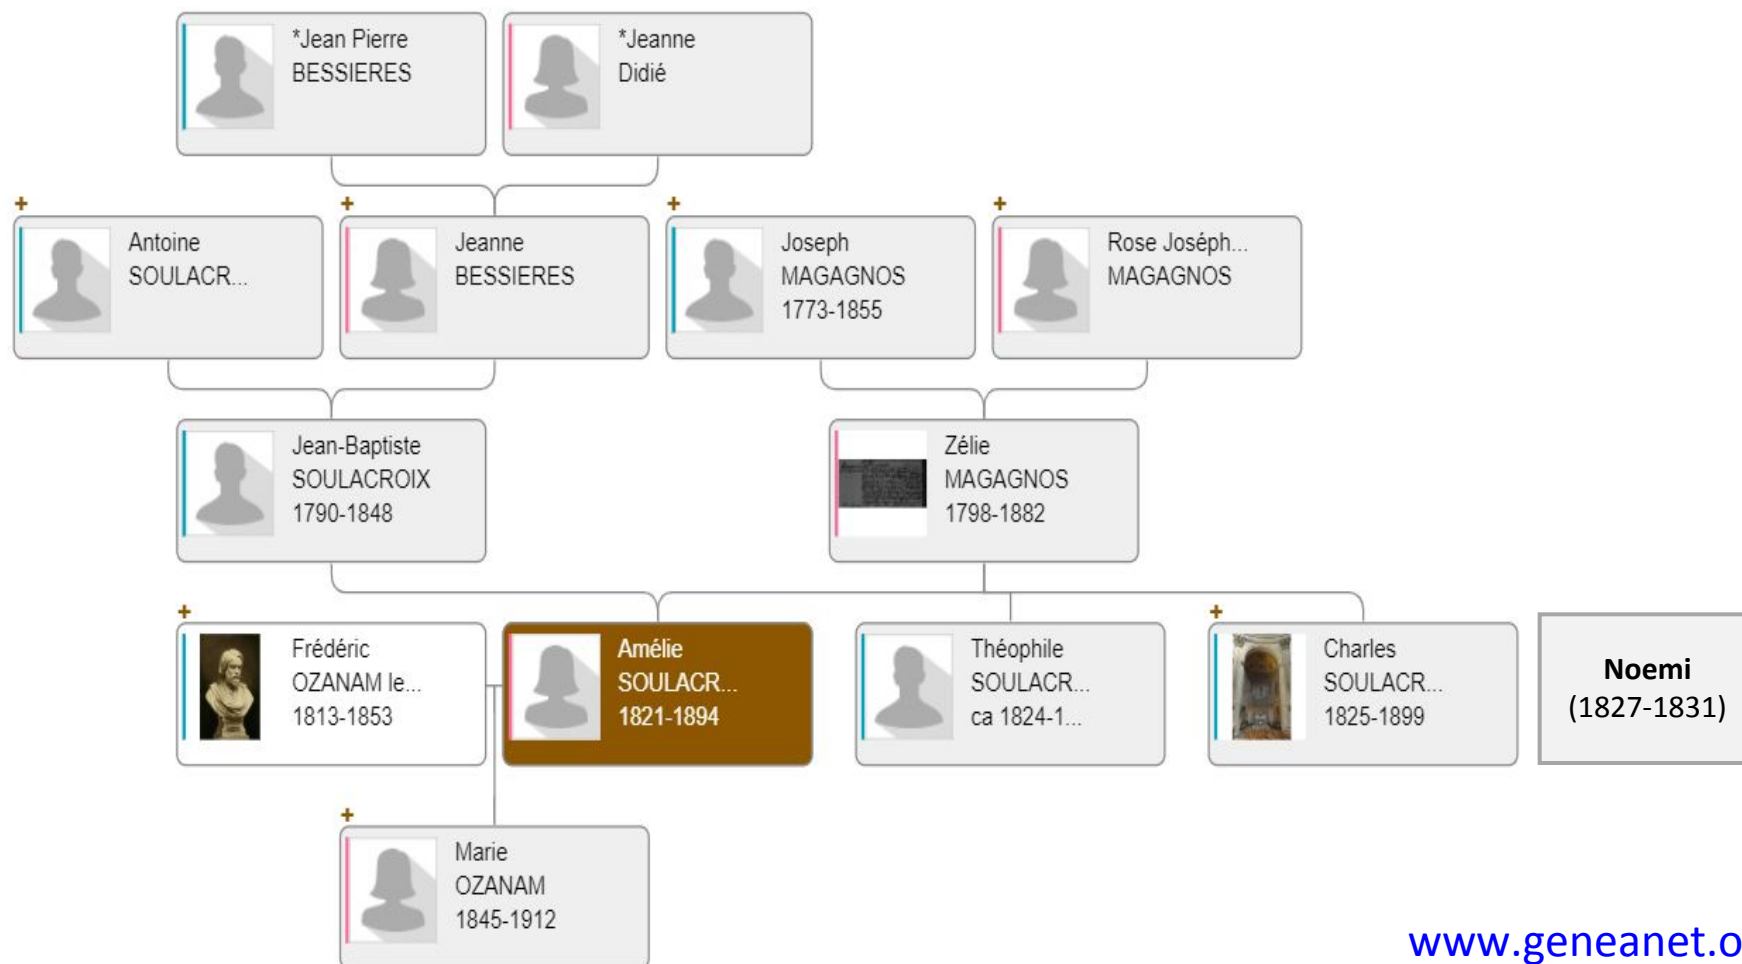 *Jean Pierre
BESSIERES
*Jeanne
Didié
+
+
+
+
Antoine
SOULACR...
Jeanne
BESSIERES
Joseph
MAGAGNOS
1773-1855
Rose Joséph...
MAGAGNOS
Jean-Baptiste
SOULACROIX
1790-1848
Zélie
MAGAGNOS
1798-1882
+
+
Frédéric
OZANAM le...
1813-1853
Amélie
SOULACR...
1821-1894
Théophile
SOULACR...
ca 1824-1...
Charles
SOULACR...
1825-1899
Noemi
(1827-1831)
+
Marie
OZANAM
1845-1912
www.geneanet.o